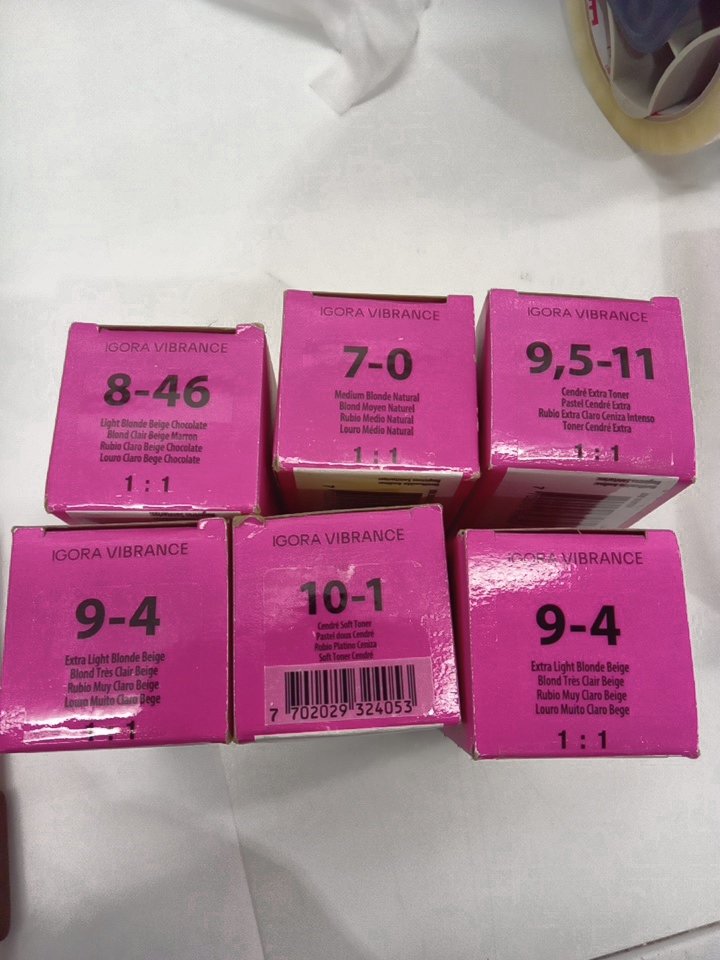 IGORA VIBRANCE
8-46
Light Blonde Beige Chocolate
Blond Clair Beige Marron
Rubio Claro Beige Chocolate
Louro Claro Bege Chocolate
1 : 1
IGORA VIBRANCE
7-0
Medium Blonde Natural
Blond Moyen Naturel
Rubio Medio Natural
Louro Médio Natural
1 : 1
IGORA VIBRANCE
9,5-11
Cendré Extra Toner
Pastel Cendré Extra
Rubio Extra Claro Ceniza Intenso
Toner Cendré Extra
1 : 1
IGORA VIBRANCE
9-4
Extra Light Blonde Beige
Blond Très Clair Beige
Rubio Muy Claro Beige
Louro Muito Claro Bege
1 : 1
IGORA VIBRANCE
10-1
Cendré Soft Toner
Pastel doux Cendré
Rubio Platino Ceniza
Soft Toner Cendré
7 702029 324053
IGORA VIBRANCE
9-4
Extra Light Blonde Beige
Blond Très Clair Beige
Rubio Muy Claro Beige
Louro Muito Claro Bege
1 : 1